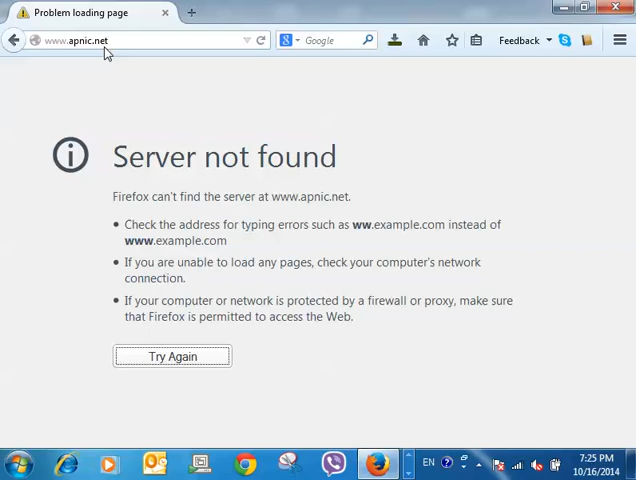 Problem loading page
www.apnic.net
Google
Feedback
Server not found
Firefox can't find the server at www.apnic.net.
Check the address for typing errors such as ww.example.com instead of
www.example.com
If you are unable to load any pages, check your computer's network
connection.
If your computer or network is protected by a firewall or proxy, make sure
that Firefox is permitted to access the Web.
Try Again
EN
7:25 PM
10/16/2014